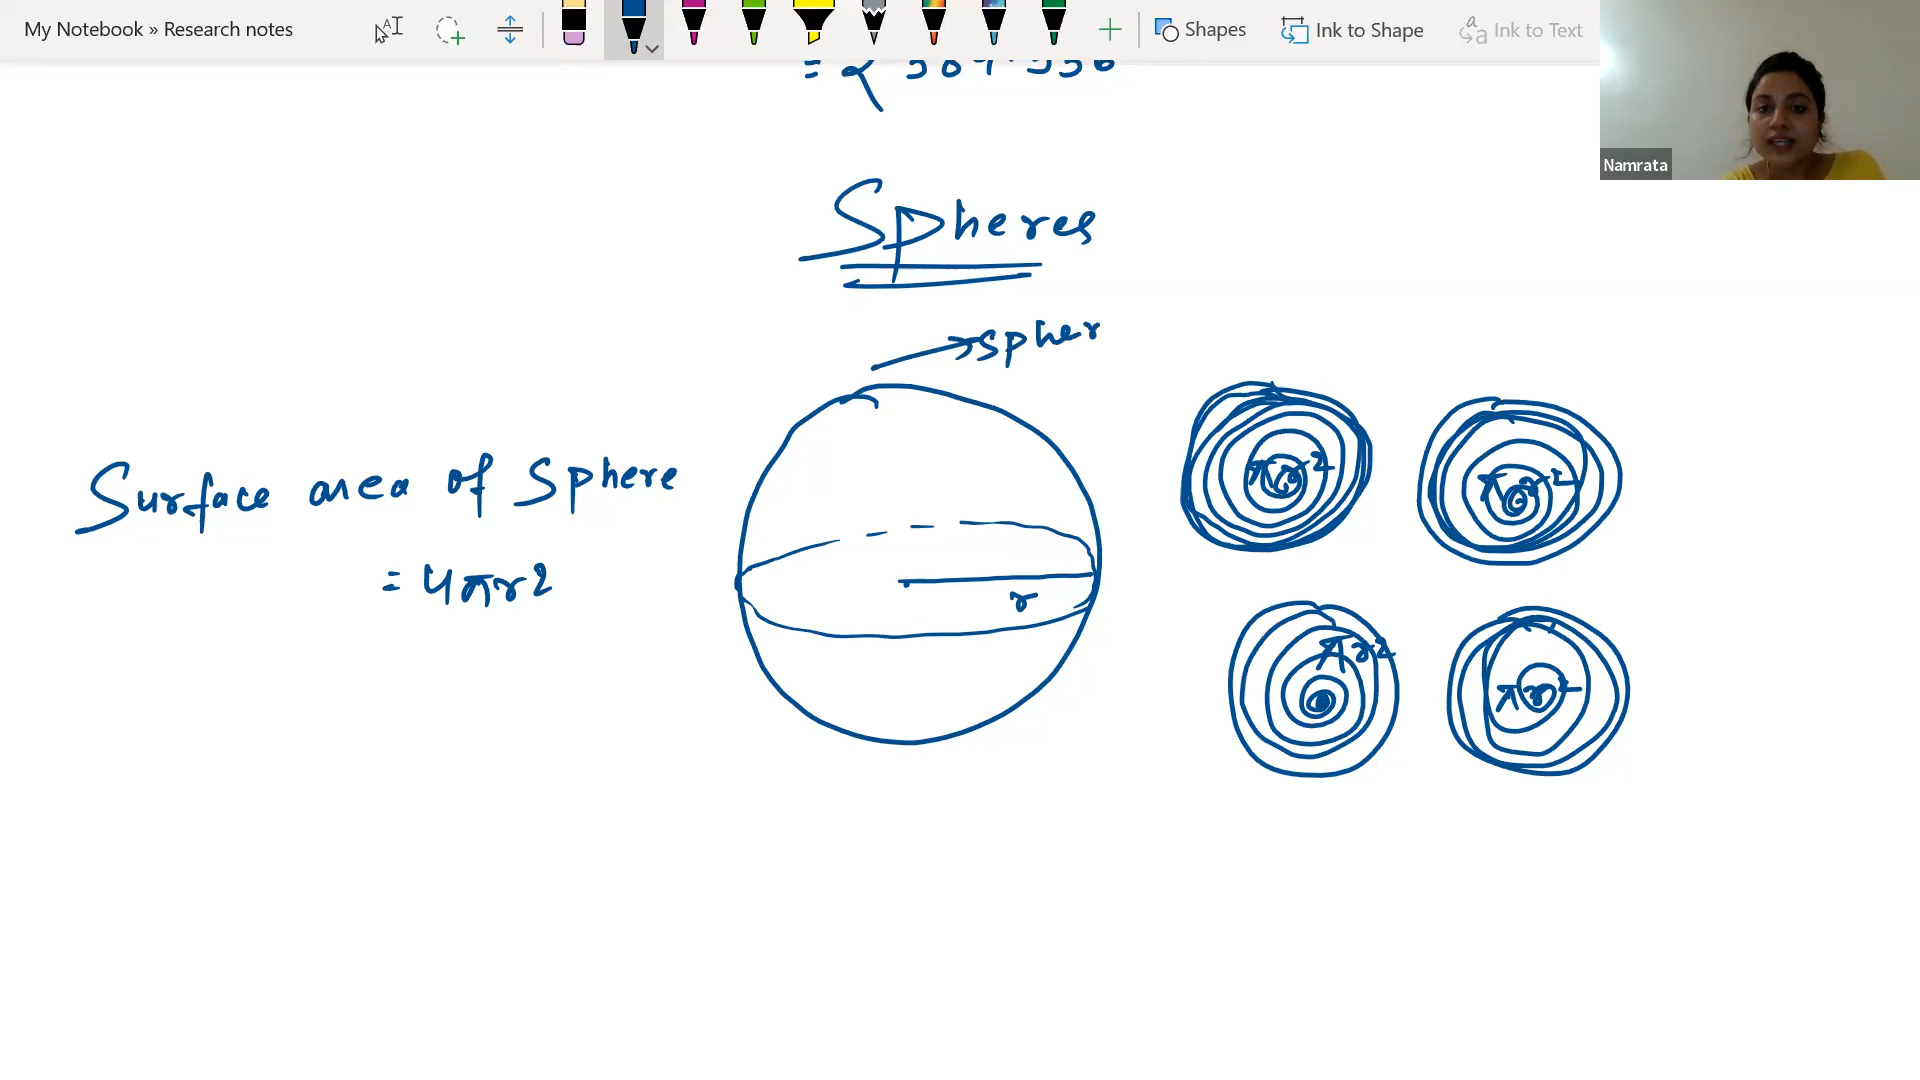 My Notebook » Research notes
Shapes
Ink to Shape
Ink to Text
Namrata
Spheres
spher
Surface area of Sphere
= 4πr2
r
πr2
πr2
πr2
πr2